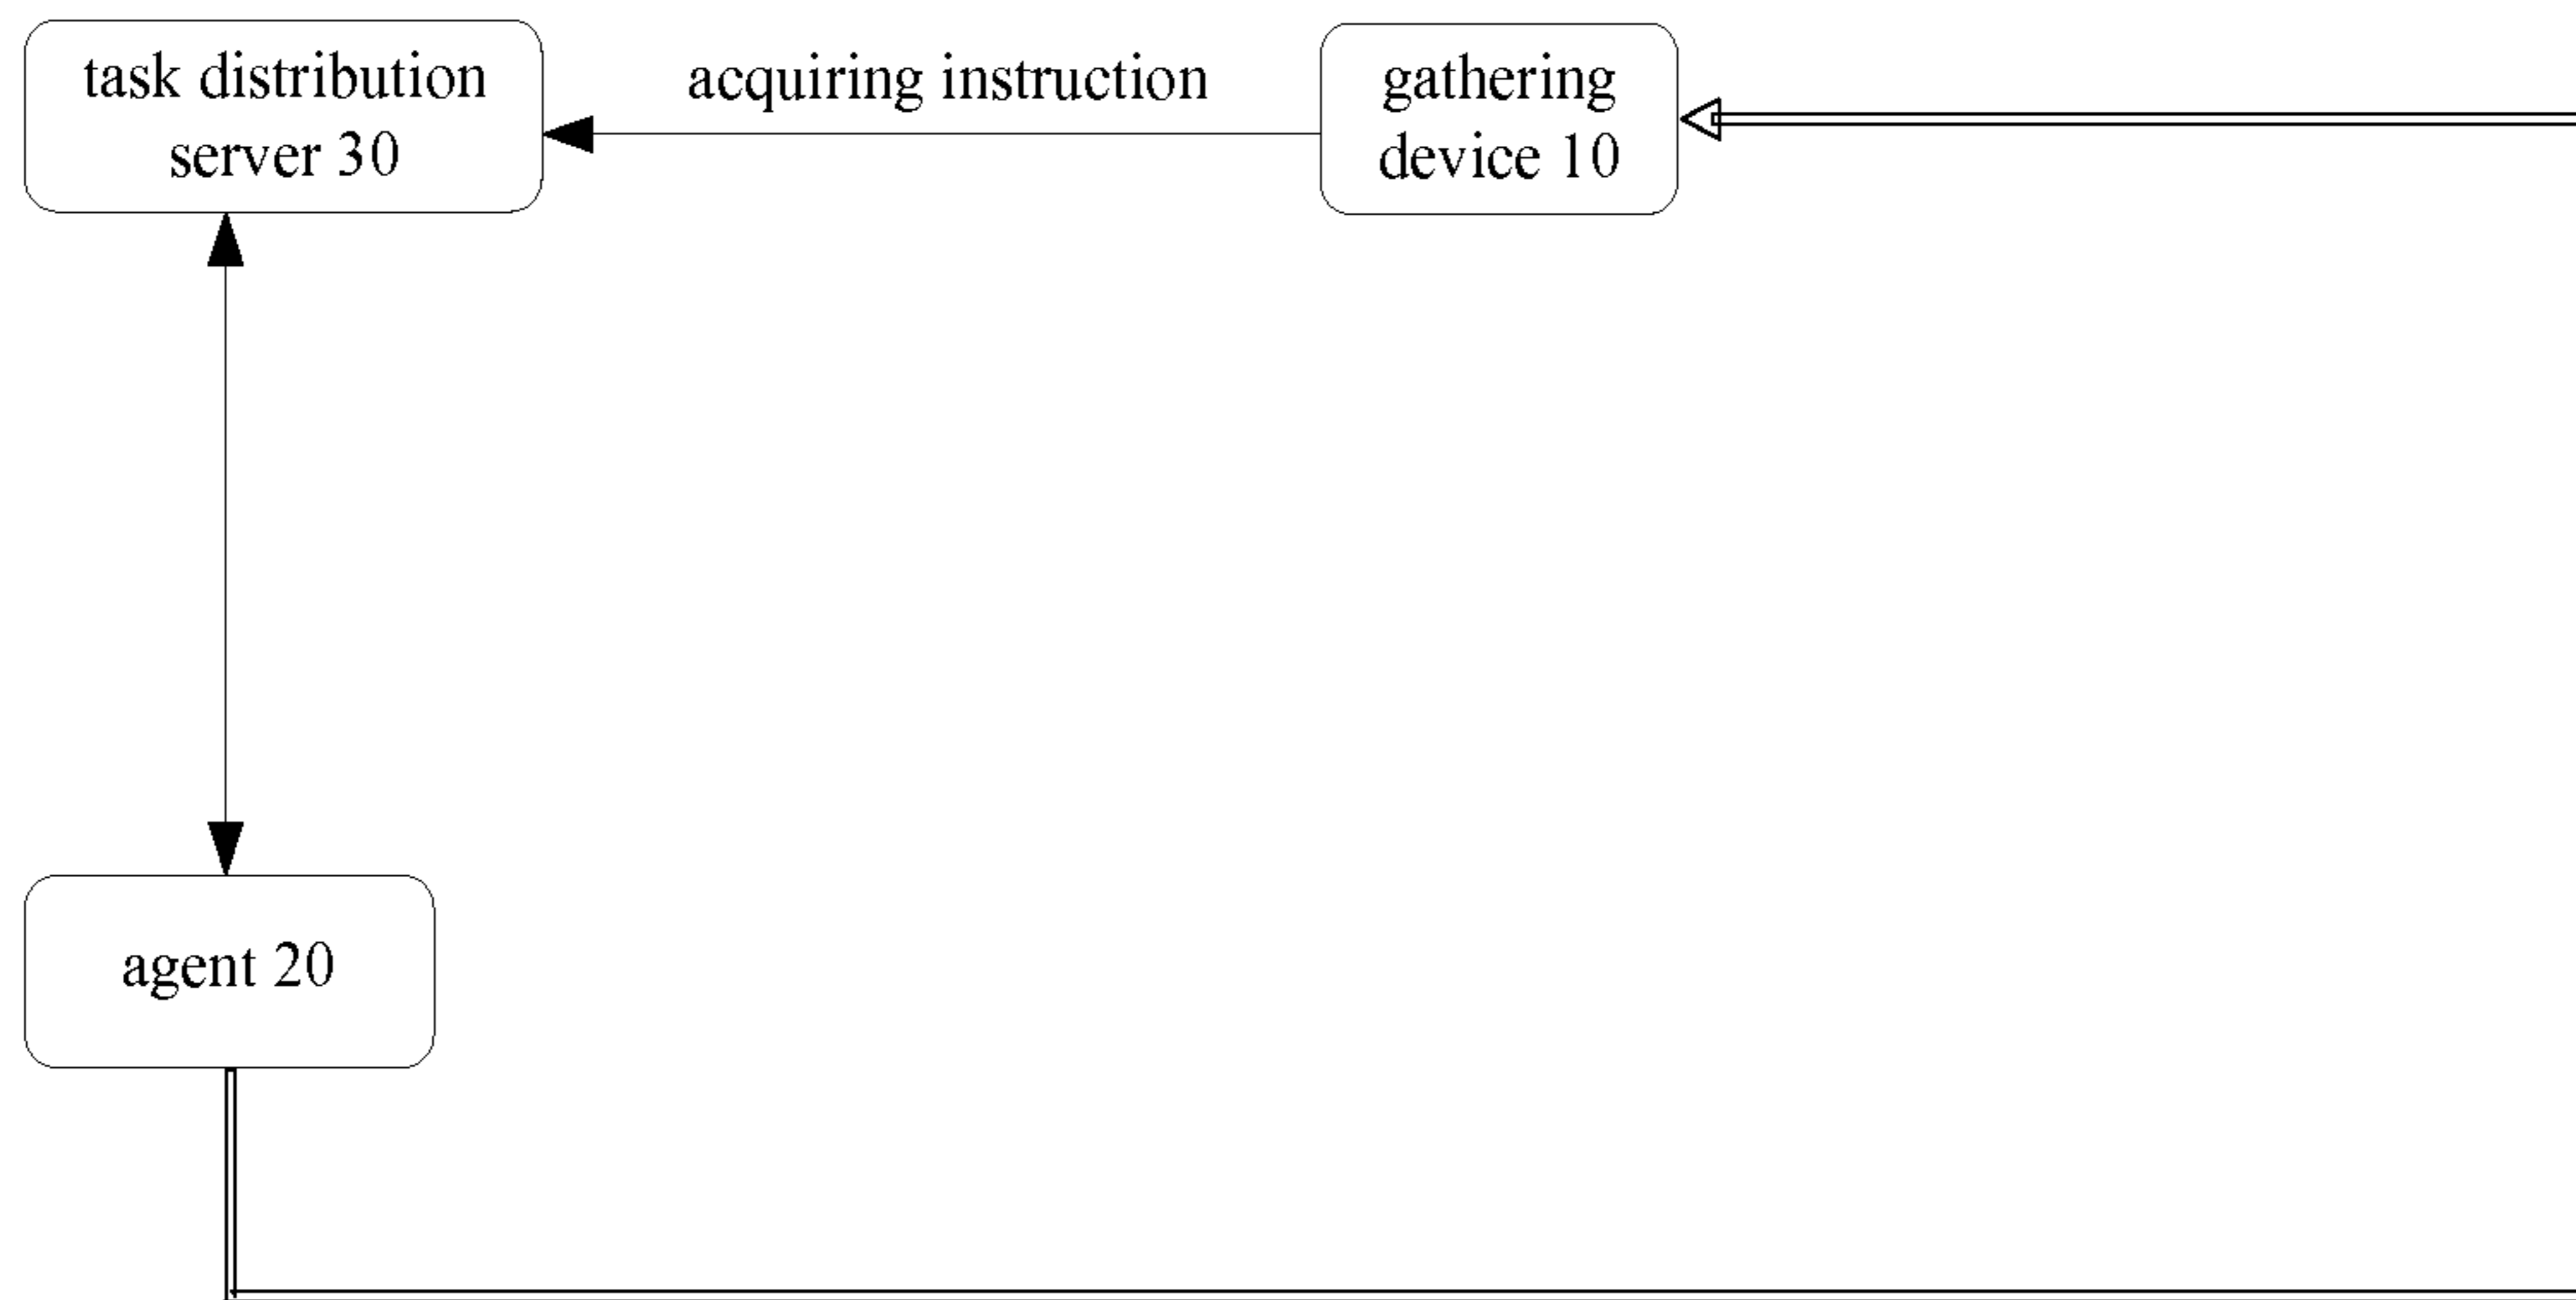 task distribution
server 30
acquiring instruction
gathering
device 10
agent 20